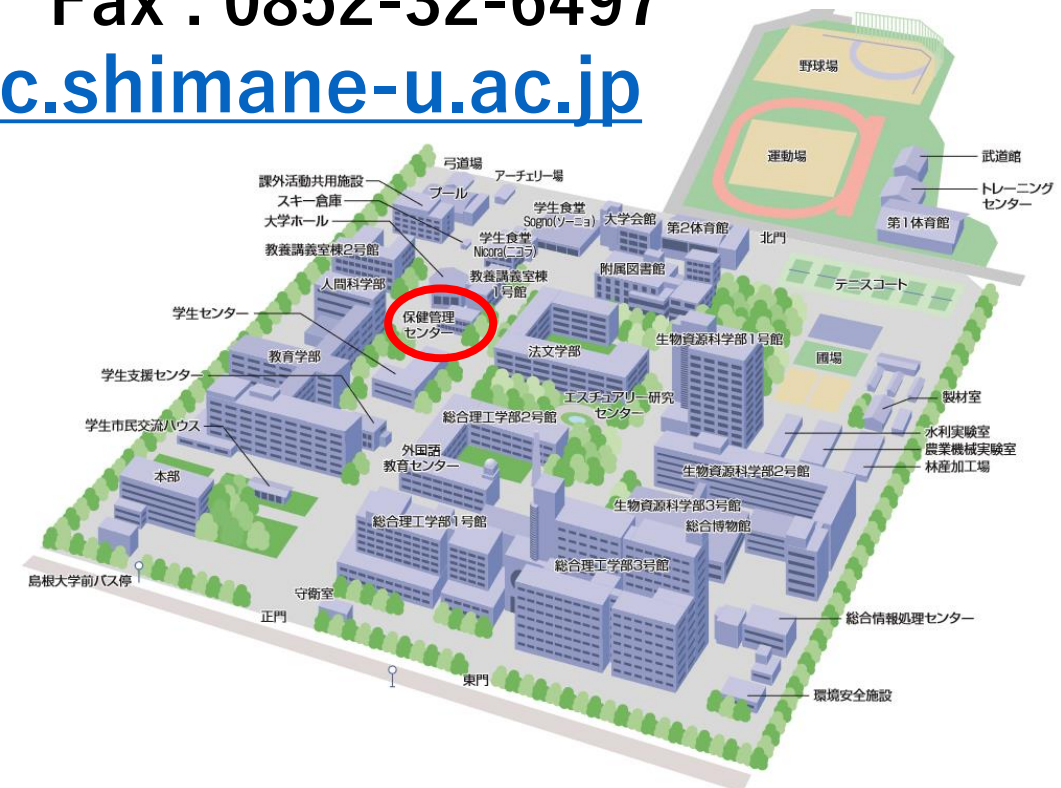 Fax : 0852-32-6497
c.shimane-u.ac.jp
野球場
運動場
武道館
トレーニング
センター
第1体育館
弓道場
アーチェリー場
課外活動共用施設
プール
スキー倉庫
大学ホール
学生食堂
Sogno(ソーニョ)
大学会館
第2体育館
北門
学生食堂
Nicora(ニコラ)
教養講義室棟2号館
教養講義室棟
1号館
附属図書館
テニスコート
人間科学部
学生センター
保健管理
センター
法文学部
生物資源科学部1号館
圃場
教育学部
学生支援センター
エスチュアリー研究
センター
製材室
学生市民交流ハウス
総合理工学部2号館
水利実験室
農業機械実験室
林産加工場
外国語
教育センター
本部
生物資源科学部2号館
生物資源科学部3号館
総合博物館
総合理工学部1号館
総合理工学部3号館
島根大学前バス停
守衛室
正門
総合情報処理センター
東門
環境安全施設